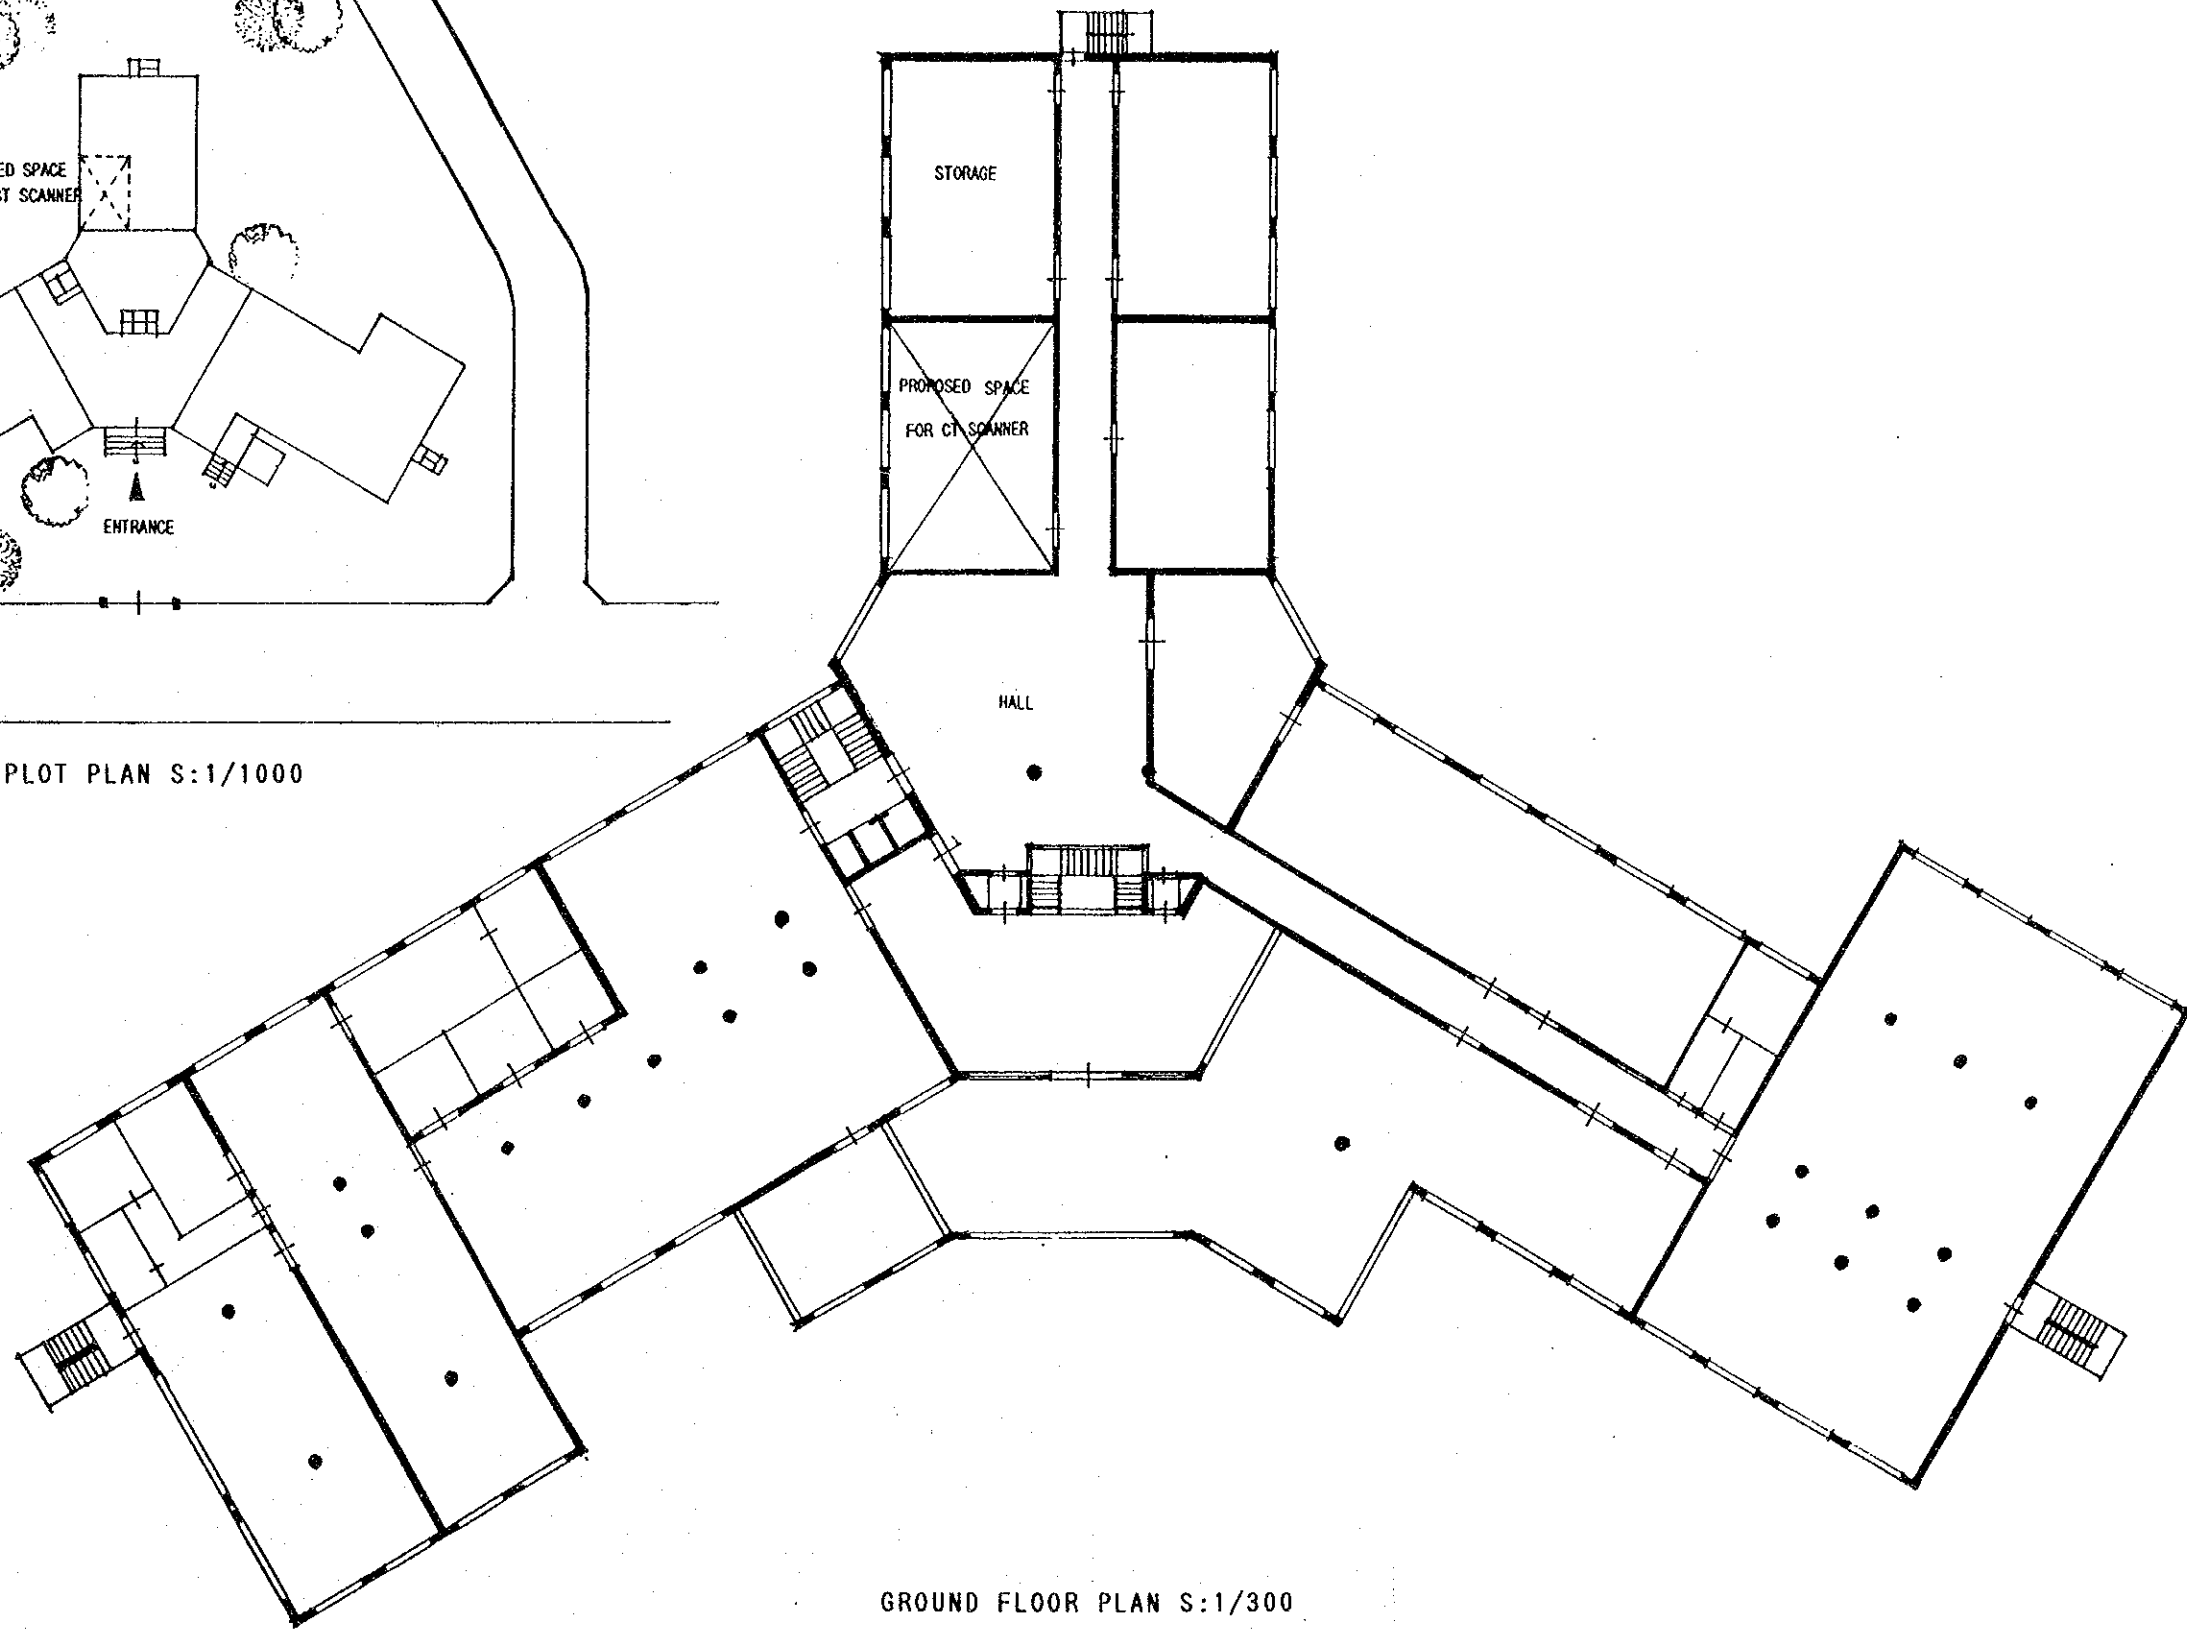 ED SPACE
ST SCANNER
ENTRANCE
PLOT PLAN S:1/1000
STORAGE
PROPOSED SPACE
FOR CT SCANNER
HALL
GROUND FLOOR PLAN S:1/300